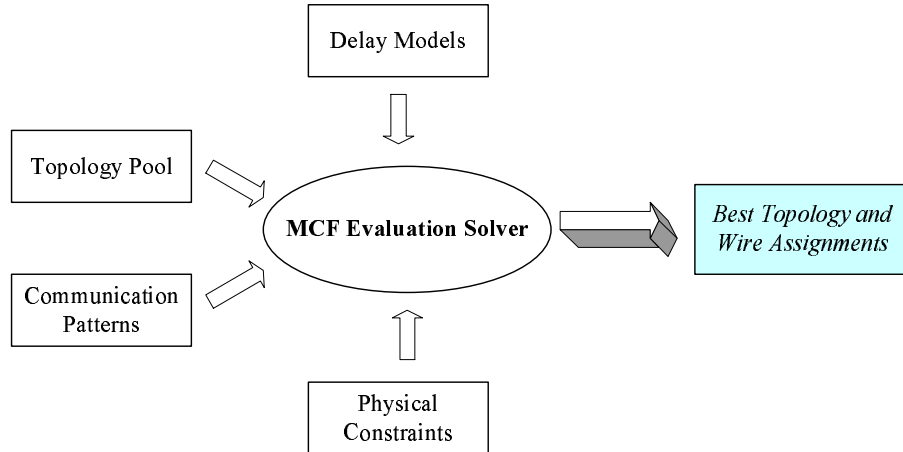 Delay Models
Topology Pool
MCF Evaluation Solver
Best Topology and
Wire Assignments
Communication
Patterns
Physical
Constraints